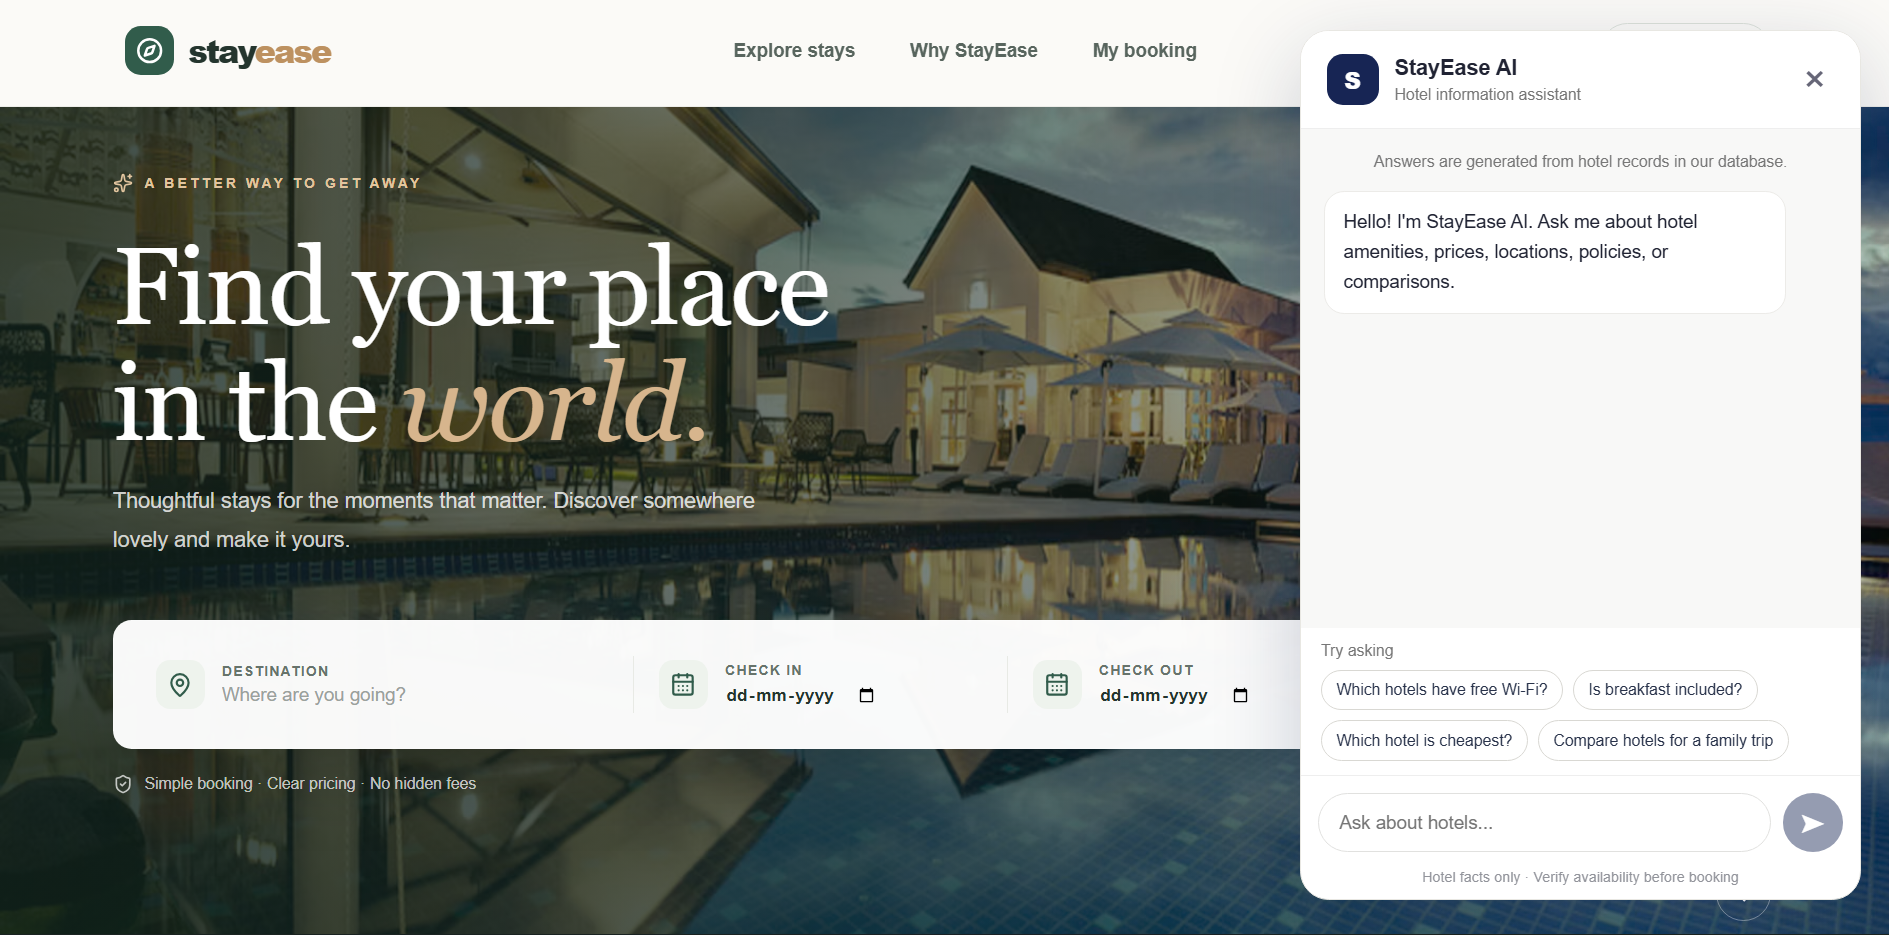 stayease
Explore stays
Why StayEase
My booking
A BETTER WAY TO GET AWAY
Find your place
in the world.
Thoughtful stays for the moments that matter. Discover somewhere
lovely and make it yours.
DESTINATION
Where are you going?
CHECK IN
dd-mm-yyyy
CHECK OUT
dd-mm-yyyy
Simple booking · Clear pricing · No hidden fees
S
StayEase AI
Hotel information assistant
Answers are generated from hotel records in our database.
Hello! I'm StayEase AI. Ask me about hotel
amenities, prices, locations, policies, or
comparisons.
Try asking
Which hotels have free Wi-Fi?
Is breakfast included?
Which hotel is cheapest?
Compare hotels for a family trip
Ask about hotels...
Hotel facts only · Verify availability before booking